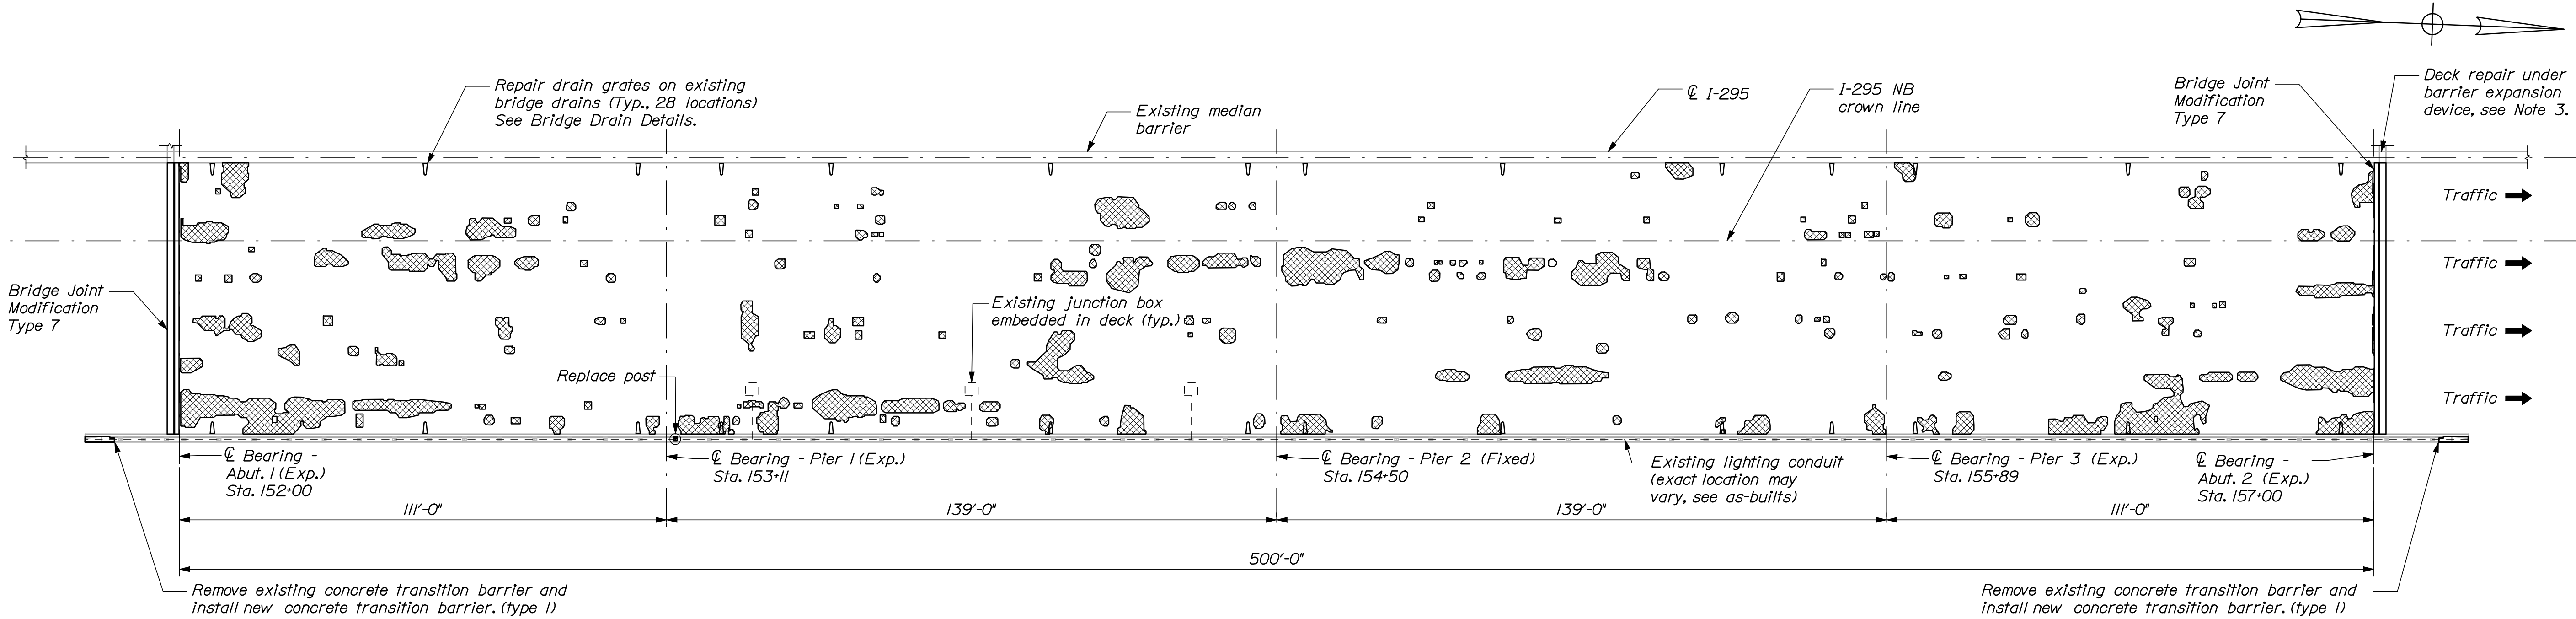 Repair drain grates on existing
bridge drains (Typ., 28 locations)
See Bridge Drain Details.
Existing median
barrier
℄ I-295
I-295 NB
crown line
Bridge Joint
Modification
Type 7
Deck repair under
barrier expansion
device, see Note 3.
Traffic
Traffic
Traffic
Traffic
Bridge Joint
Modification
Type 7
Existing junction box
embedded in deck (typ.)
Replace post
℄ Bearing -
Abut. 1 (Exp.)
Sta. 152+00
℄ Bearing - Pier 1 (Exp.)
Sta. 153+11
℄ Bearing - Pier 2 (Fixed)
Sta. 154+50
Existing lighting conduit
(exact location may
vary, see as-builts)
℄ Bearing - Pier 3 (Exp.)
Sta. 155+89
℄ Bearing -
Abut. 2 (Exp.)
Sta. 157+00
111'-0"
139'-0"
139'-0"
111'-0"
500'-0"
Remove existing concrete transition barrier and
install new concrete transition barrier. (type 1)
Remove existing concrete transition barrier and
install new concrete transition barrier. (type 1)